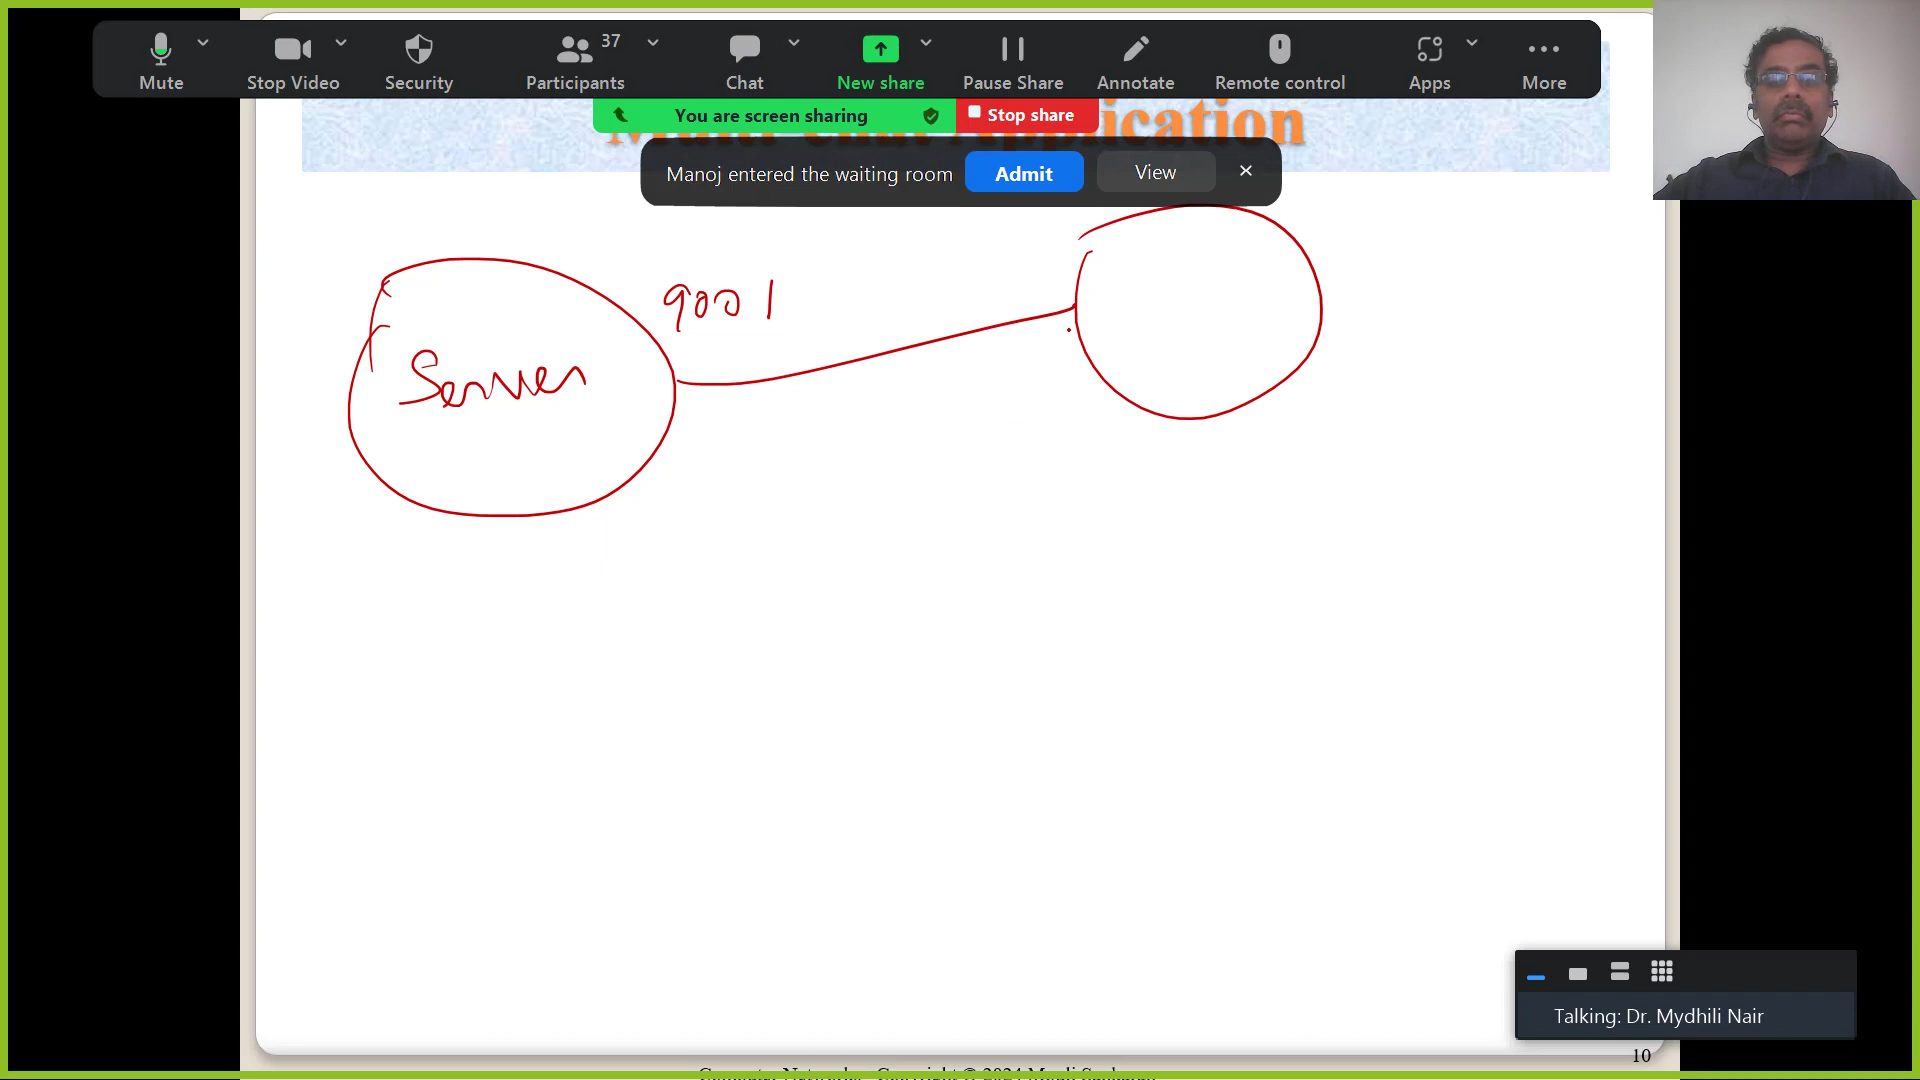 37
Mute
Stop Video
Security
Participants
Chat
New share
Pause Share
Annotate
Remote control
Apps
More
You are screen sharing
Stop share
Application
Manoj entered the waiting room
Admit
View
9001
Server
Talking: Dr. Mydhili Nair
10